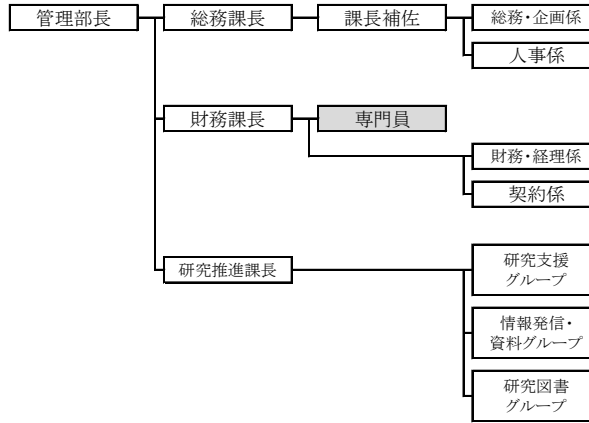 管理部長
総務課長
課長補佐
総務・企画係
人事係
財務課長
専門員
財務・経理係
契約係
研究推進課長
研究支援
グループ
情報発信・
資料グループ
研究図書
グループ